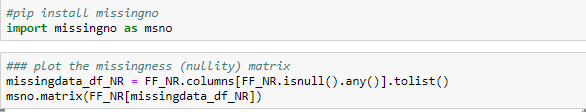 #pip install missingno
import missingno as msno
### plot the missingness (nullity) matrix
missingdata_df_NR = FF_NR.columns[FF_NR.isnull().any()].tolist()
msno.matrix(FF_NR[missingdata_df_NR])